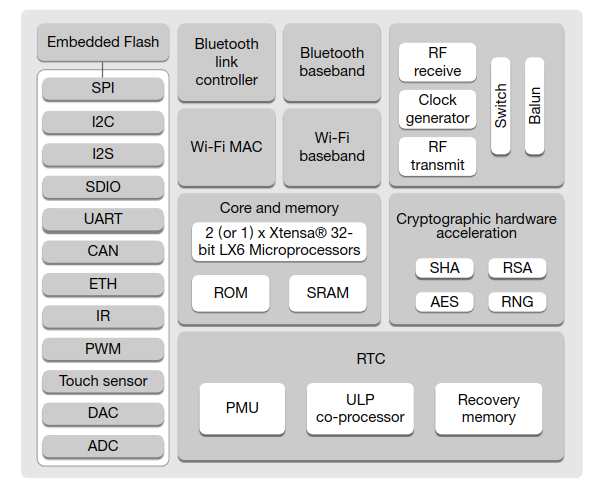 Embedded Flash
SPI
I2C
I2S
SDIO
UART
CAN
ETH
IR
PWM
Touch sensor
DAC
ADC
Bluetooth
link
controller
Bluetooth
baseband
Wi-Fi MAC
Wi-Fi
baseband
RF
receive
Clock
generator
RF
transmit
Switch
Balun
Core and memory
2 (or 1) x Xtensa® 32-
bit LX6 Microprocessors
ROM
SRAM
Cryptographic hardware
acceleration
SHA
RSA
AES
RNG
RTC
PMU
ULP
co-processor
Recovery
memory